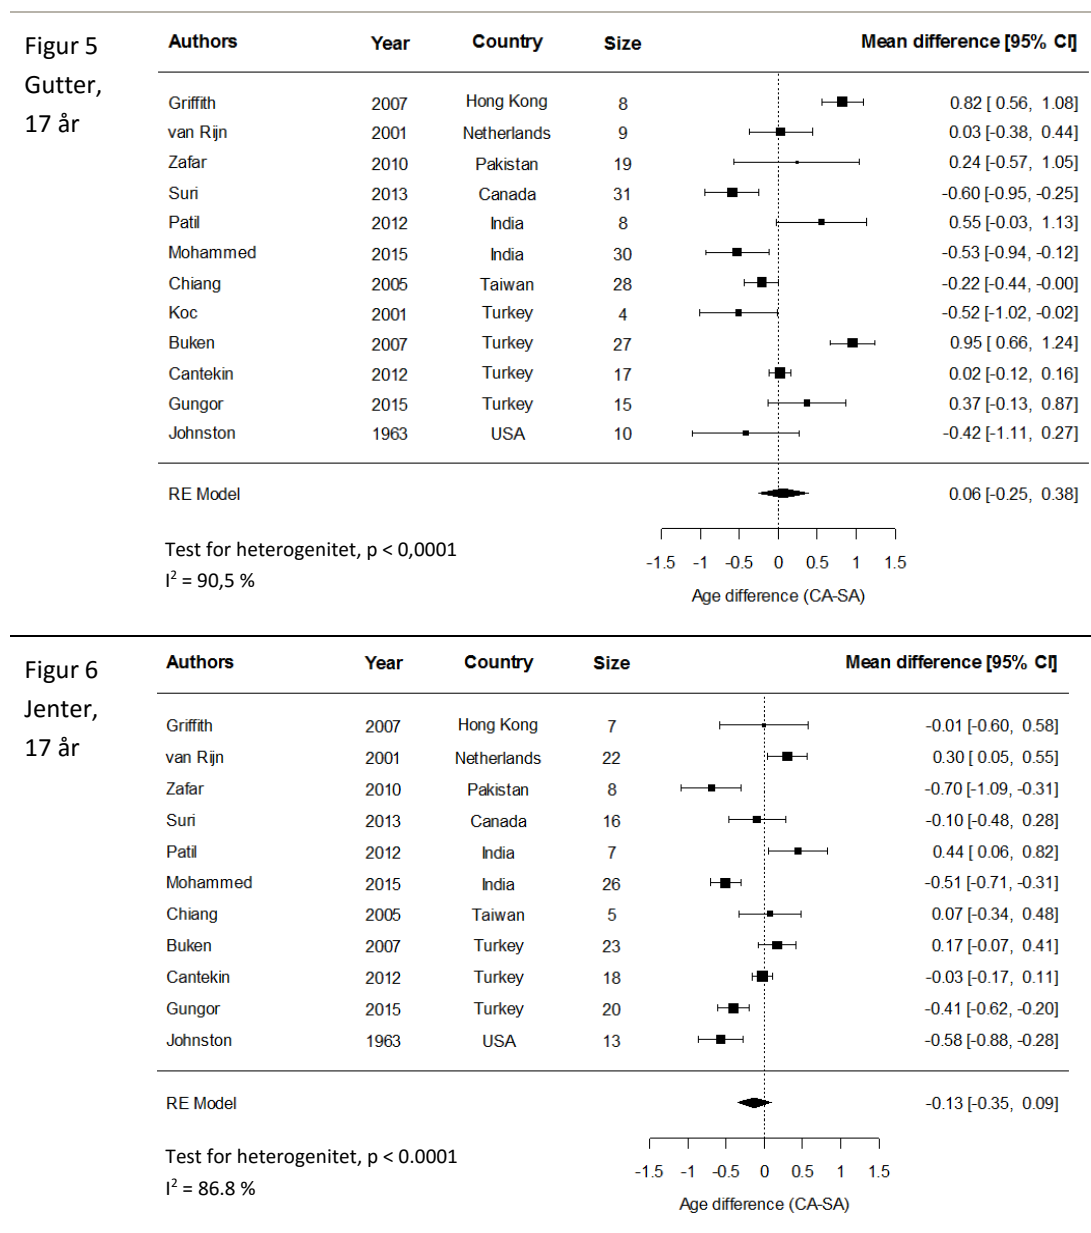 Figur 5
Gutter,
17 år
Authors Year Country Size Mean difference [95% CI]
Griffith 2007 Hong Kong 8 0.82 [ 0.56, 1.08]
van Rijn 2001 Netherlands 9 0.03 [-0.38, 0.44]
Zafar 2010 Pakistan 19 0.24 [-0.57, 1.05]
Suri 2013 Canada 31 -0.60 [-0.95, -0.25]
Patil 2012 India 8 0.55 [-0.03, 1.13]
Mohammed 2015 India 30 -0.53 [-0.94, -0.12]
Chiang 2005 Taiwan 28 -0.22 [-0.44, -0.00]
Koc 2001 Turkey 4 -0.52 [-1.02, -0.02]
Buken 2007 Turkey 27 0.95 [ 0.66, 1.24]
Cantekin 2012 Turkey 17 0.02 [-0.12, 0.16]
Gungor 2015 Turkey 15 0.37 [-0.13, 0.87]
Johnston 1963 USA 10 -0.42 [-1.11, 0.27]
RE Model 0.06 [-0.25, 0.38]
Test for heterogenitet, p < 0,0001
I² = 90,5 %
-1.5 -1 -0.5 0 0.5 1 1.5
Age difference (CA-SA)
Figur 6
Jenter,
17 år
Authors Year Country Size Mean difference [95% CI]
Griffith 2007 Hong Kong 7 -0.01 [-0.60, 0.58]
van Rijn 2001 Netherlands 22 0.30 [ 0.05, 0.55]
Zafar 2010 Pakistan 8 -0.70 [-1.09, -0.31]
Suri 2013 Canada 16 -0.10 [-0.48, 0.28]
Patil 2012 India 7 0.44 [ 0.06, 0.82]
Mohammed 2015 India 26 -0.51 [-0.71, -0.31]
Chiang 2005 Taiwan 5 0.07 [-0.34, 0.48]
Buken 2007 Turkey 23 0.17 [-0.07, 0.41]
Cantekin 2012 Turkey 18 -0.03 [-0.17, 0.11]
Gungor 2015 Turkey 20 -0.41 [-0.62, -0.20]
Johnston 1963 USA 13 -0.58 [-0.88, -0.28]
RE Model -0.13 [-0.35, 0.09]
Test for heterogenitet, p < 0.0001
I² = 86.8 %
-1.5 -1 -0.5 0 0.5 1 1.5
Age difference (CA-SA)